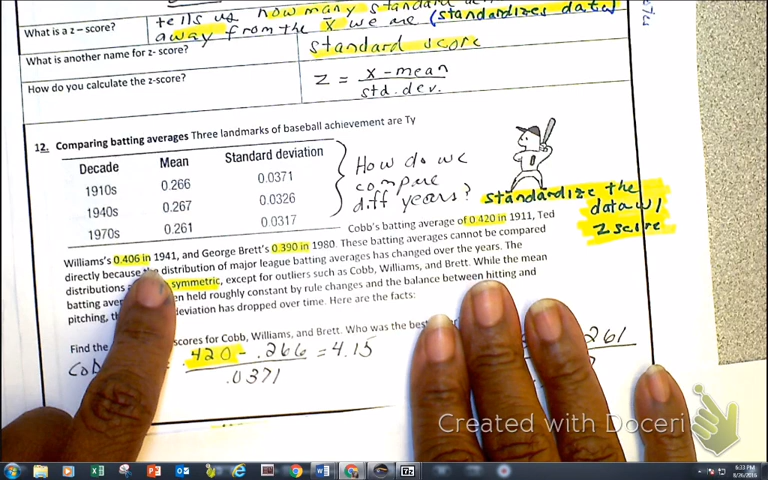 tells us how many standard
What is a z – score?
away from the x̄ we are (standardizes data)
What is another name for z- score?
standard score
How do you calculate the z-score?
z = x - mean
std. dev.
12. Comparing batting averages Three landmarks of baseball achievement are Ty
Decade Mean Standard deviation
1910s 0.266 0.0371
1940s 0.267 0.0326
1970s 0.261 0.0317
How do we
compare
diff years?
standardize the
data w/
z score
Cobb's batting average of 0.420 in 1911, Ted
Williams's 0.406 in 1941, and George Brett's 0.390 in 1980. These batting averages cannot be compared
directly because the distribution of major league batting averages has changed over the years. The
distributions symmetric, except for outliers such as Cobb, Williams, and Brett. While the mean
batting held roughly constant by rule changes and the balance between hitting and
pitching, deviation has dropped over time. Here are the facts:
Find the scores for Cobb, Williams, and Brett. Who was the
.420 - .266 = 4.15
.0371
261
Created with Doceri
6:33 PM
8/26/2016